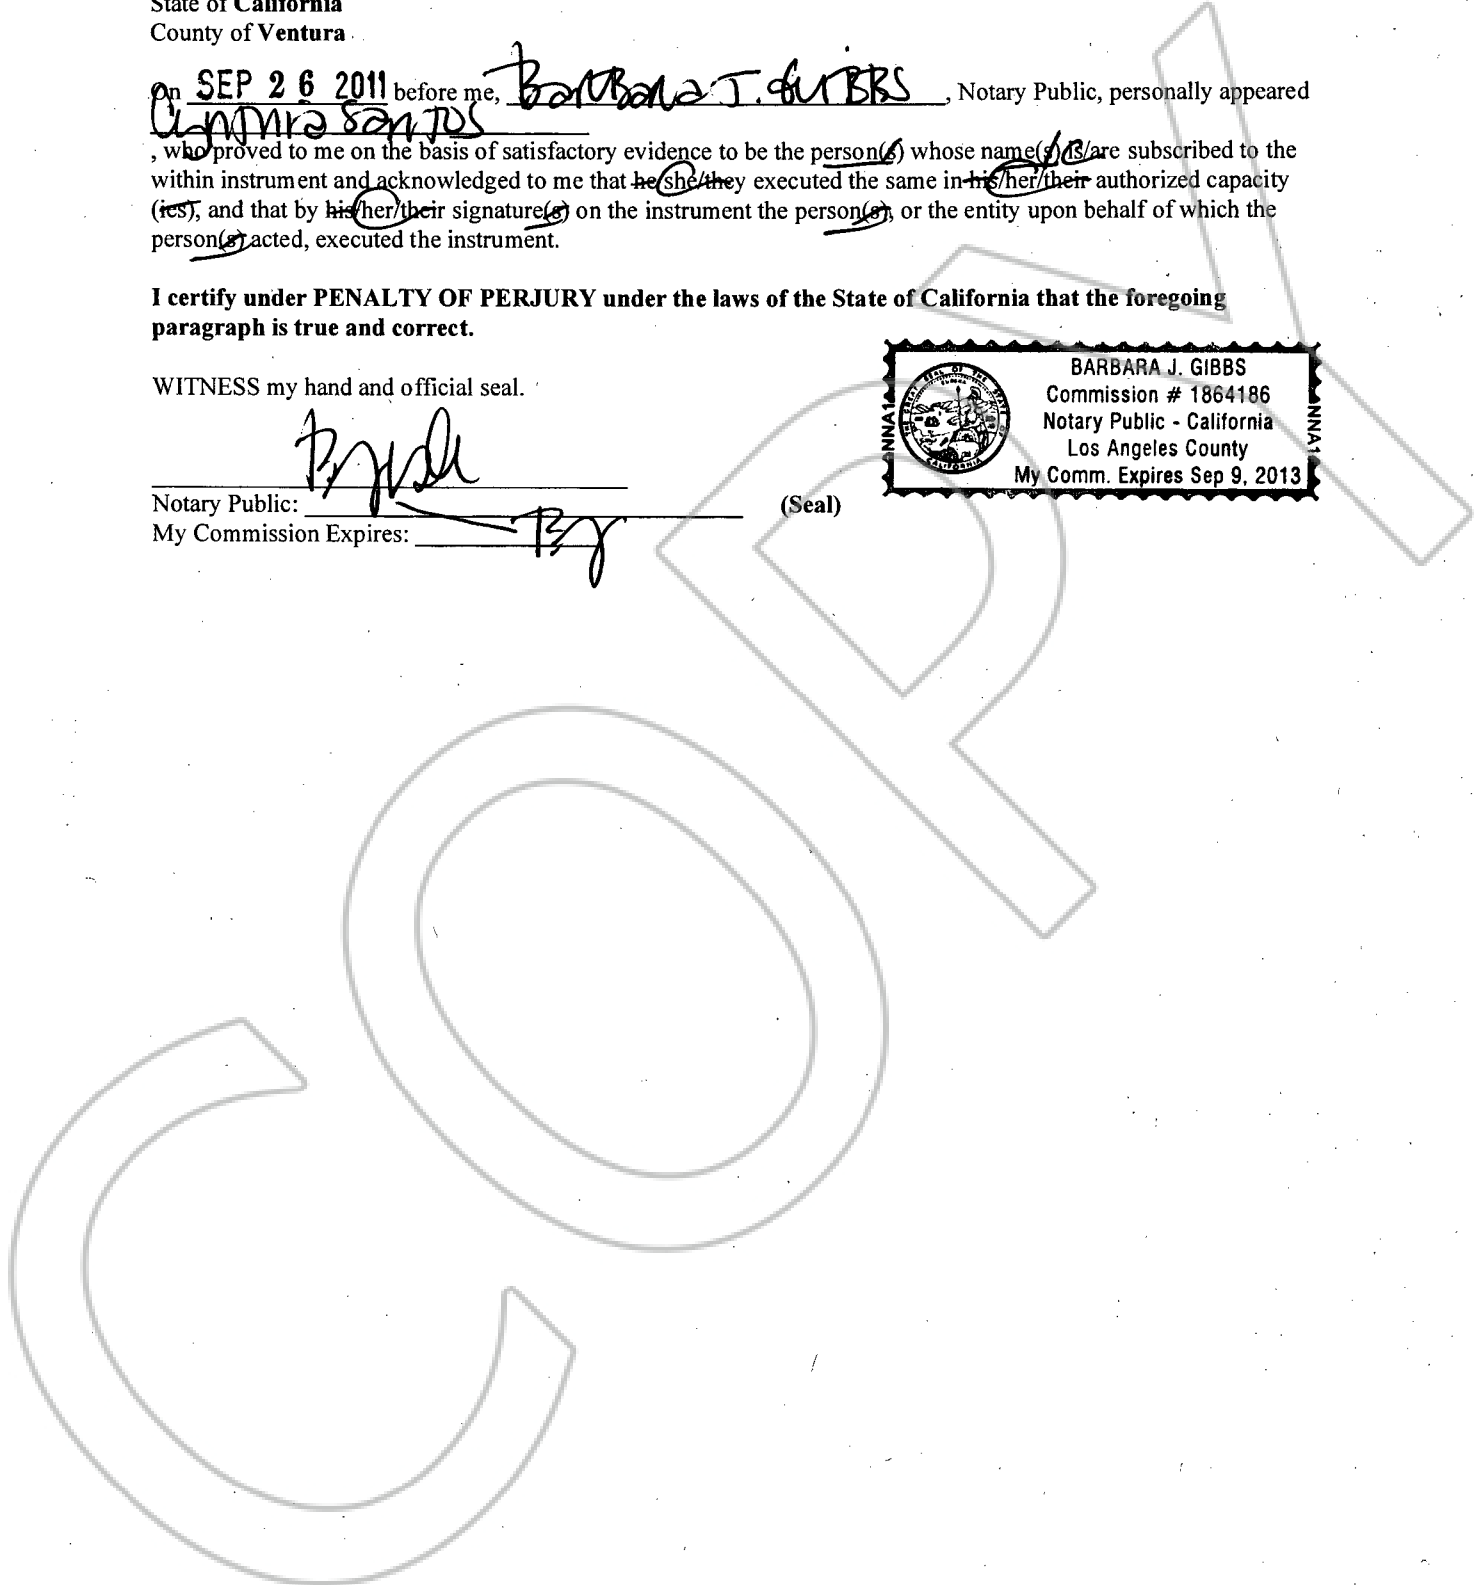 State of California
County of Ventura
On SEP 26 2011 before me, Barbara J. Gibbs, Notary Public, personally appeared
Cynthia Santos
, who proved to me on the basis of satisfactory evidence to be the person(s) whose name(s) is/are subscribed to the
within instrument and acknowledged to me that he/she/they executed the same in his/her/their authorized capacity
(ies), and that by his/her/their signature(s) on the instrument the person(s), or the entity upon behalf of which the
person(s) acted, executed the instrument.
I certify under PENALTY OF PERJURY under the laws of the State of California that the foregoing
paragraph is true and correct.
WITNESS my hand and official seal.
Notary Public:
My Commission Expires:
(Seal)
BARBARA J. GIBBS
Commission # 1864186
Notary Public - California
Los Angeles County
My Comm. Expires Sep 9, 2013
NNA1
NNA1
COPY